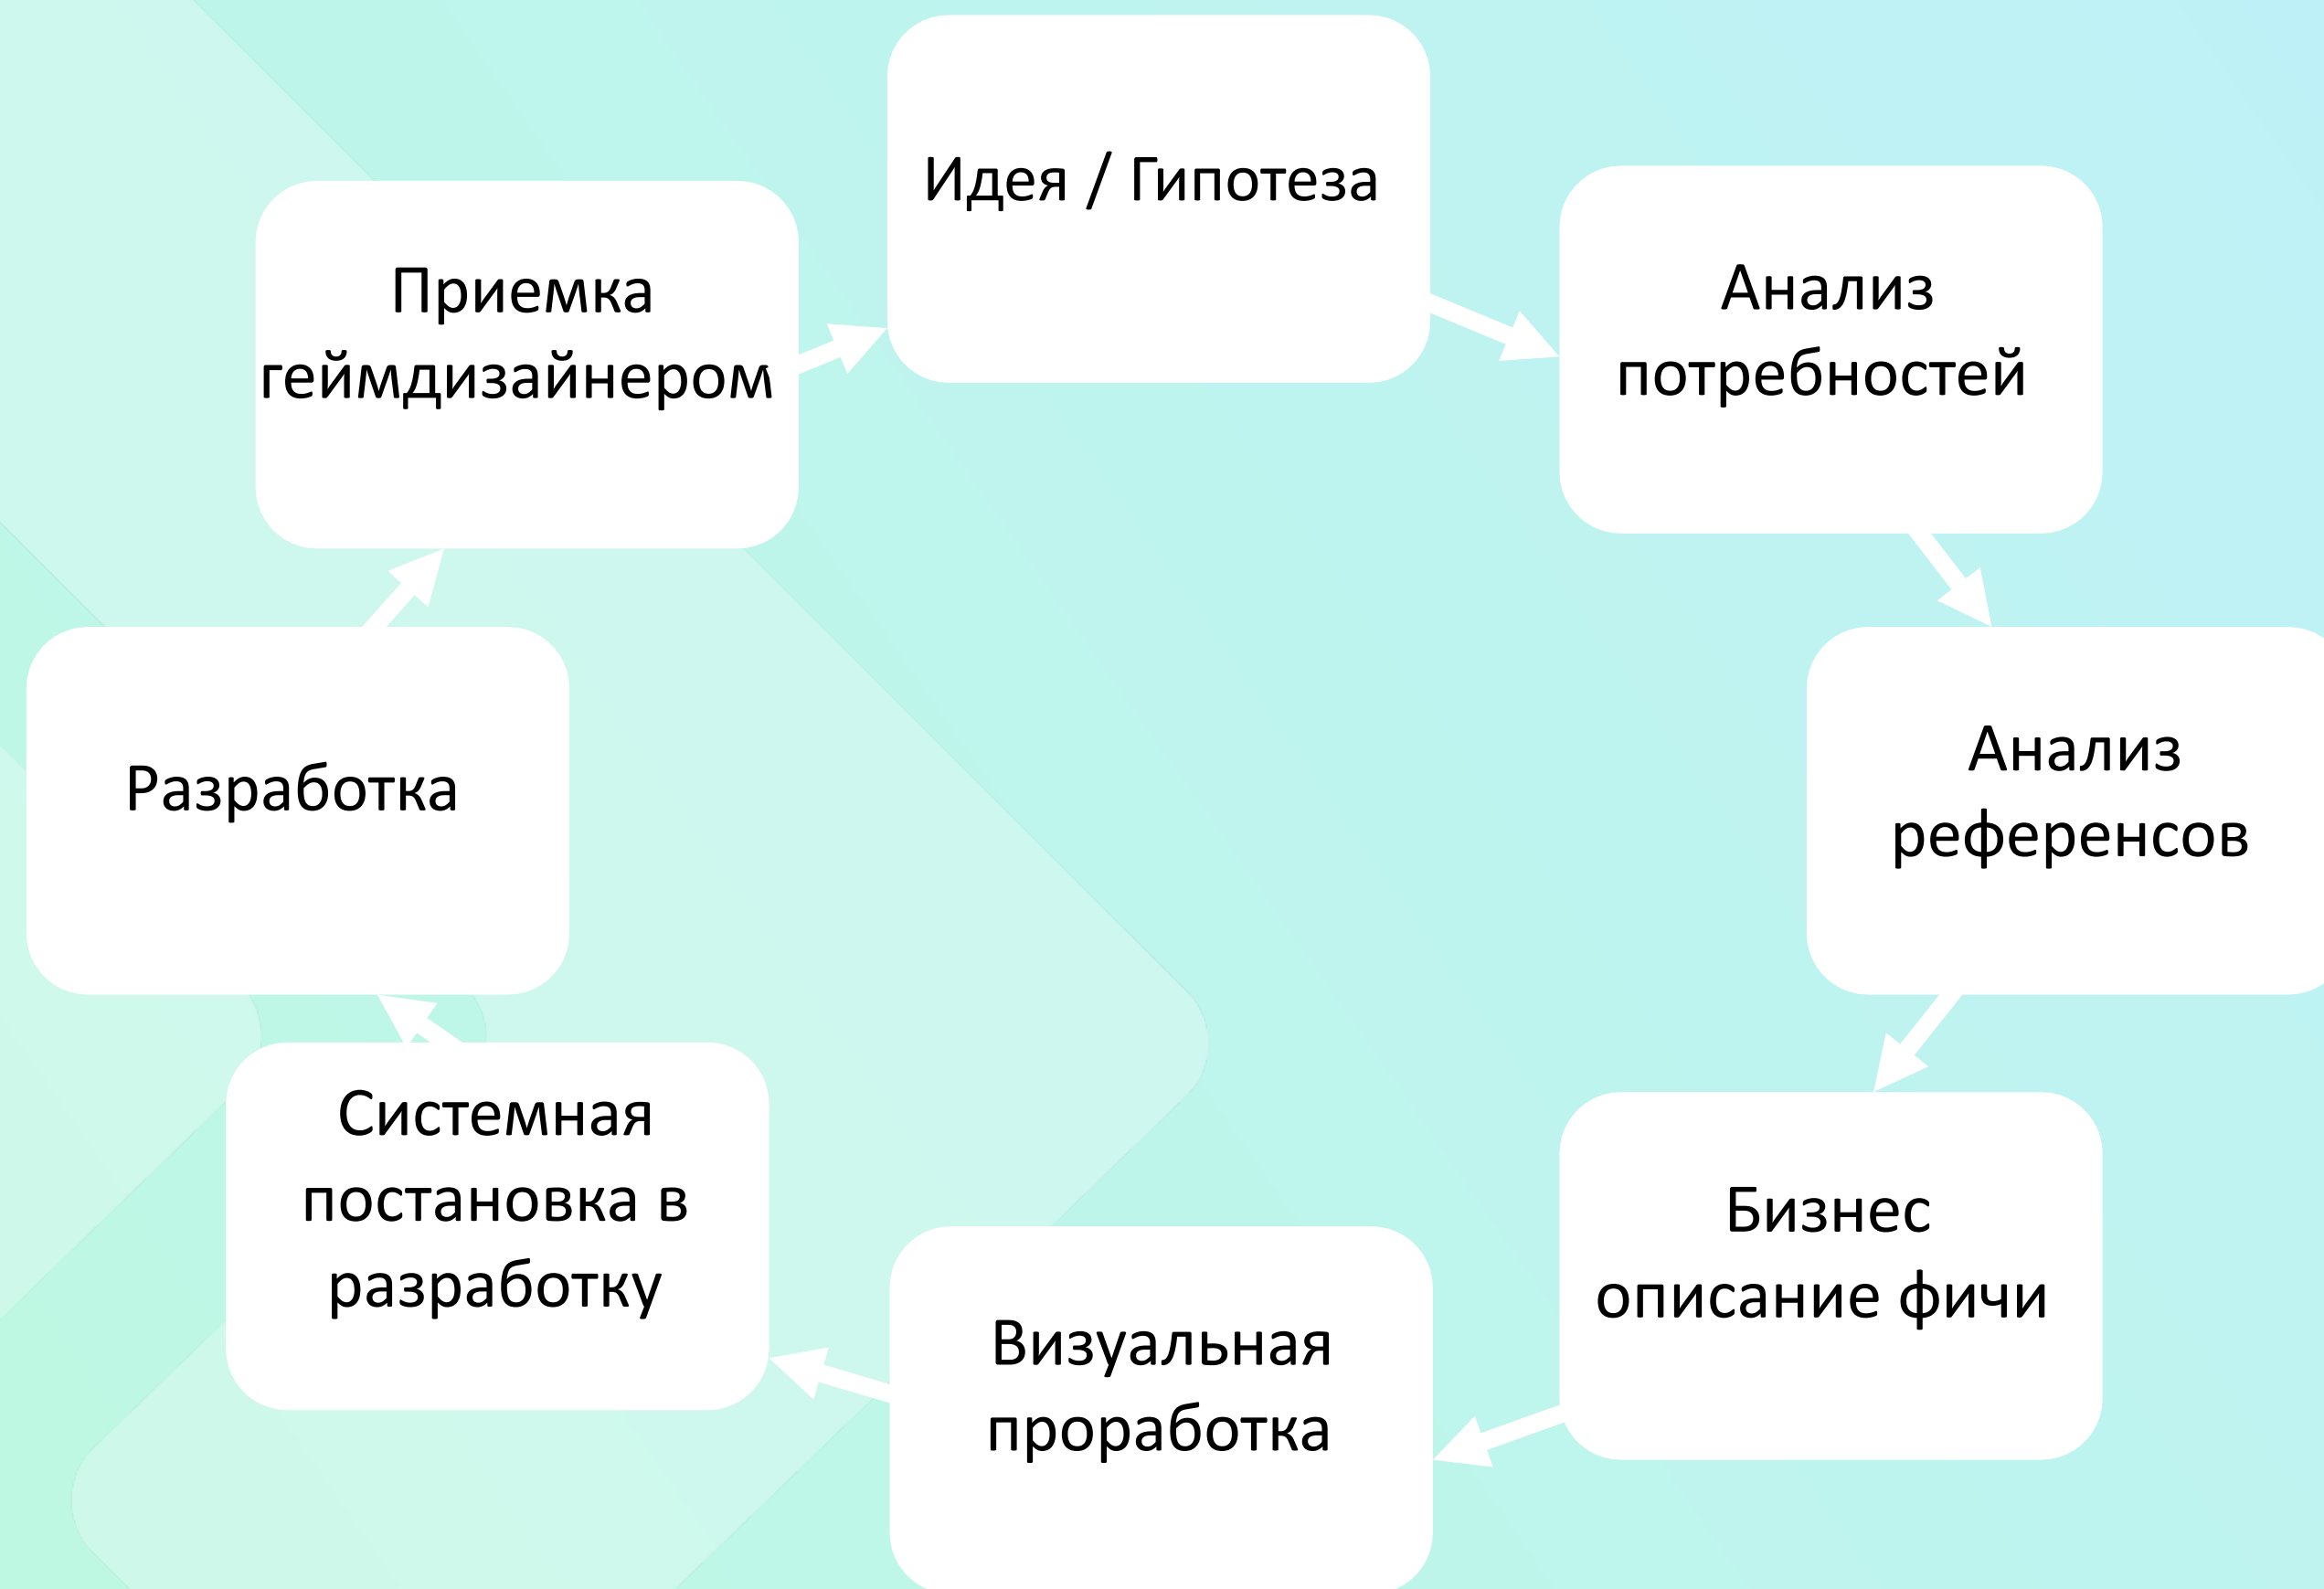 Идея / Гипотеза
Анализ
потребностей
Анализ
референсов
Бизнес
описание фичи
Визуальная
проработка
Системная
постановка в
разработку
Разработка
Приемка
геймдизайнером